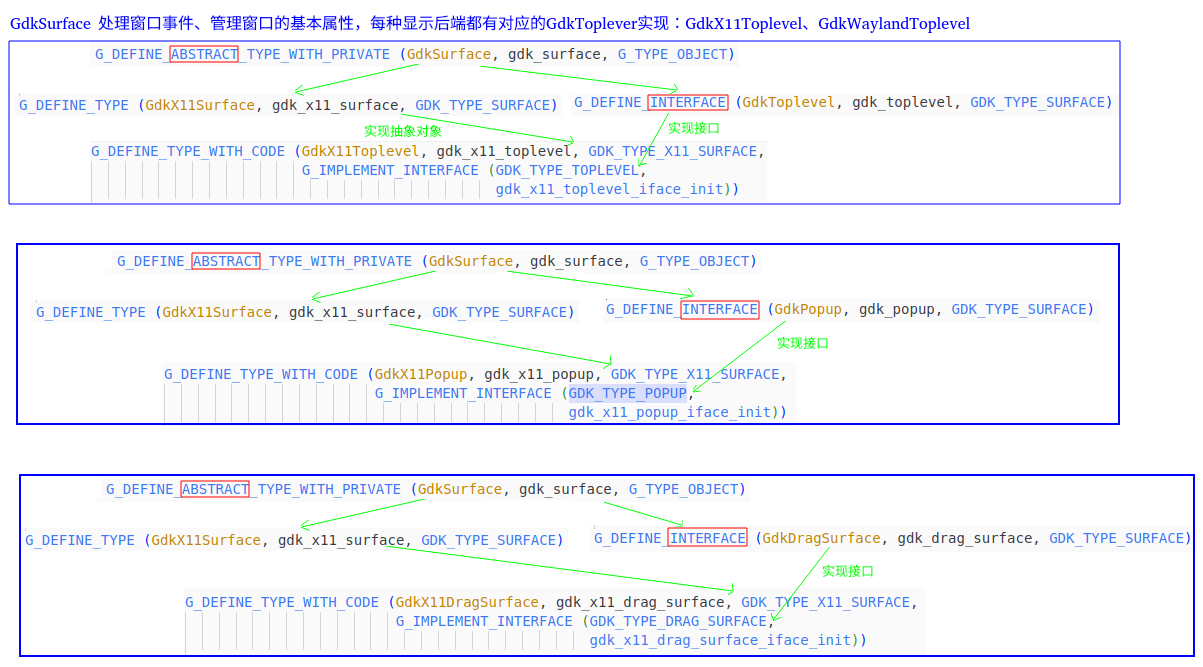 GdkSurface 处理窗口事件、管理窗口的基本属性，每种显示后端都有对应的GdkToplever实现：GdkX11Toplevel、GdkWaylandToplevel
G_DEFINE_ABSTRACT_TYPE_WITH_PRIVATE (GdkSurface, gdk_surface, G_TYPE_OBJECT)
G_DEFINE_TYPE (GdkX11Surface, gdk_x11_surface, GDK_TYPE_SURFACE)
G_DEFINE_INTERFACE (GdkToplevel, gdk_toplevel, GDK_TYPE_SURFACE)
实现抽象对象
实现接口
G_DEFINE_TYPE_WITH_CODE (GdkX11Toplevel, gdk_x11_toplevel, GDK_TYPE_X11_SURFACE,
G_IMPLEMENT_INTERFACE (GDK_TYPE_TOPLEVEL,
gdk_x11_toplevel_iface_init))
G_DEFINE_ABSTRACT_TYPE_WITH_PRIVATE (GdkSurface, gdk_surface, G_TYPE_OBJECT)
G_DEFINE_TYPE (GdkX11Surface, gdk_x11_surface, GDK_TYPE_SURFACE)
G_DEFINE_INTERFACE (GdkPopup, gdk_popup, GDK_TYPE_SURFACE)
实现接口
G_DEFINE_TYPE_WITH_CODE (GdkX11Popup, gdk_x11_popup, GDK_TYPE_X11_SURFACE,
G_IMPLEMENT_INTERFACE (GDK_TYPE_POPUP,
gdk_x11_popup_iface_init))
G_DEFINE_ABSTRACT_TYPE_WITH_PRIVATE (GdkSurface, gdk_surface, G_TYPE_OBJECT)
G_DEFINE_TYPE (GdkX11Surface, gdk_x11_surface, GDK_TYPE_SURFACE)
G_DEFINE_INTERFACE (GdkDragSurface, gdk_drag_surface, GDK_TYPE_SURFACE)
实现接口
G_DEFINE_TYPE_WITH_CODE (GdkX11DragSurface, gdk_x11_drag_surface, GDK_TYPE_X11_SURFACE,
G_IMPLEMENT_INTERFACE (GDK_TYPE_DRAG_SURFACE,
gdk_x11_drag_surface_iface_init))